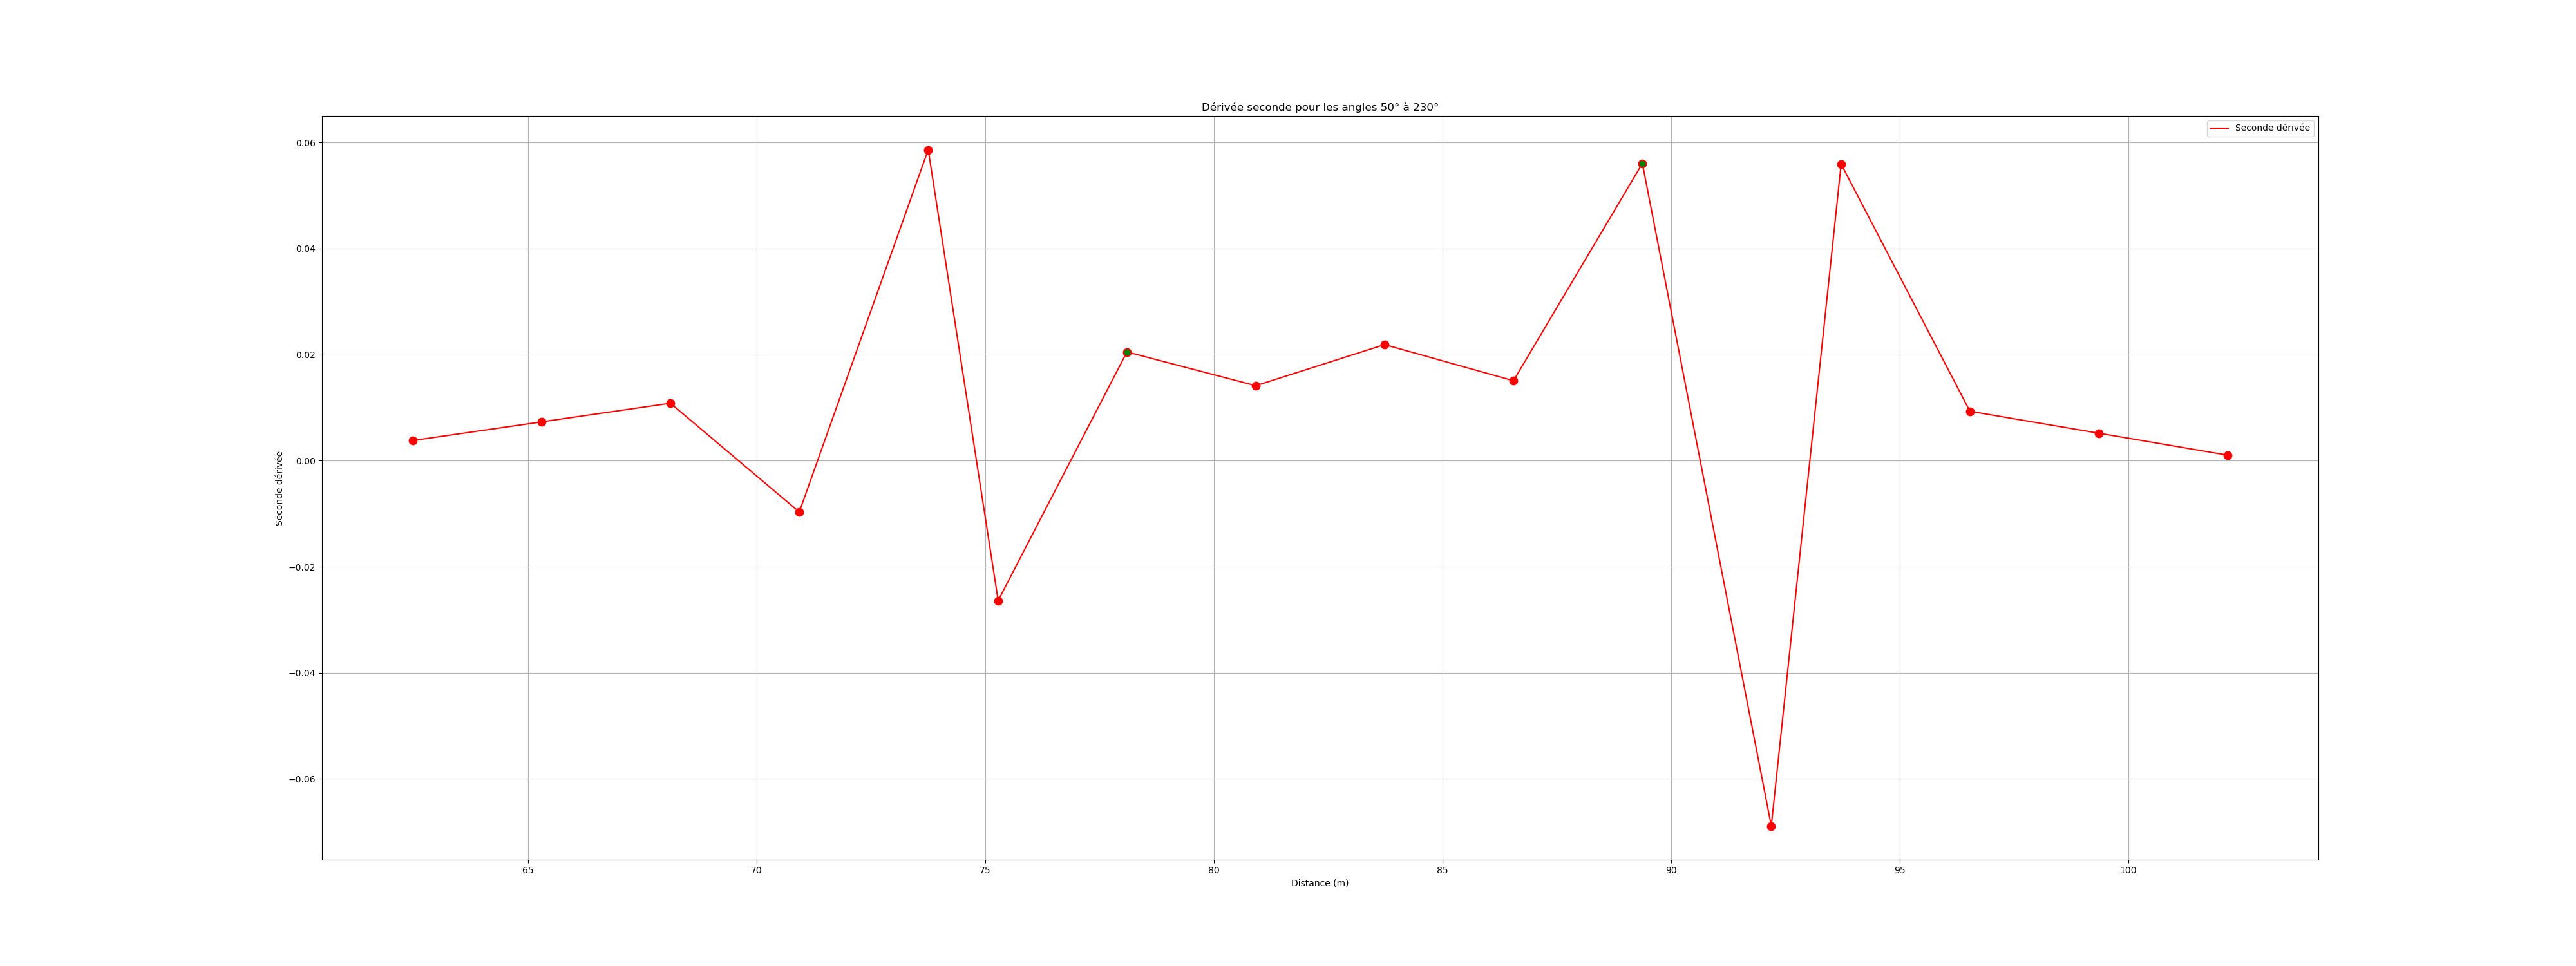 Dérivée seconde pour les angles 50° à 230°
Seconde dérivée
0.06
0.04
0.02
0.00
−0.02
−0.04
−0.06
Seconde dérivée
65 70 75 80 85 90 95 100
Distance (m)